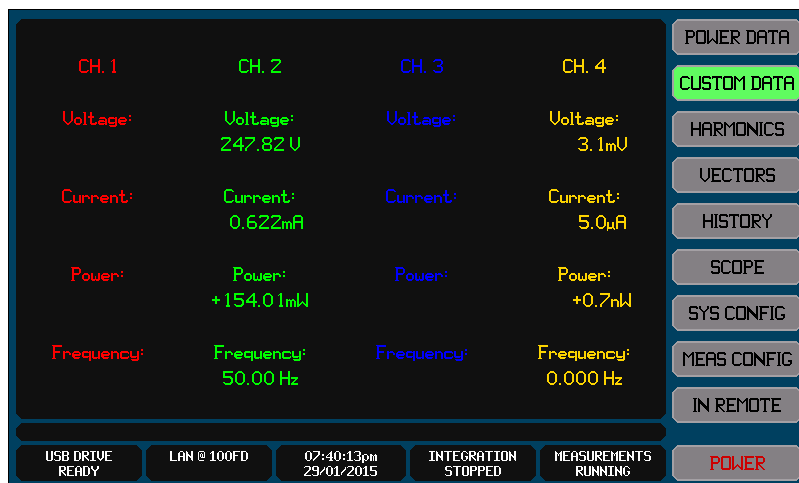 CH. 1 CH. 2 CH. 3 CH. 4
Voltage: Voltage: Voltage: Voltage:
247.82 V 3.1mV
Current: Current: Current: Current:
0.622mA 5.0µA
Power: Power: Power: Power:
+154.01mW +0.7nW
Frequency: Frequency: Frequency: Frequency:
50.00 Hz 0.000 Hz
POWER DATA
CUSTOM DATA
HARMONICS
VECTORS
HISTORY
SCOPE
SYS CONFIG
MEAS CONFIG
IN REMOTE
USB DRIVE
READY
LAN @ 100FD
07:40:13pm
29/01/2015
INTEGRATION
STOPPED
MEASUREMENTS
RUNNING
POWER